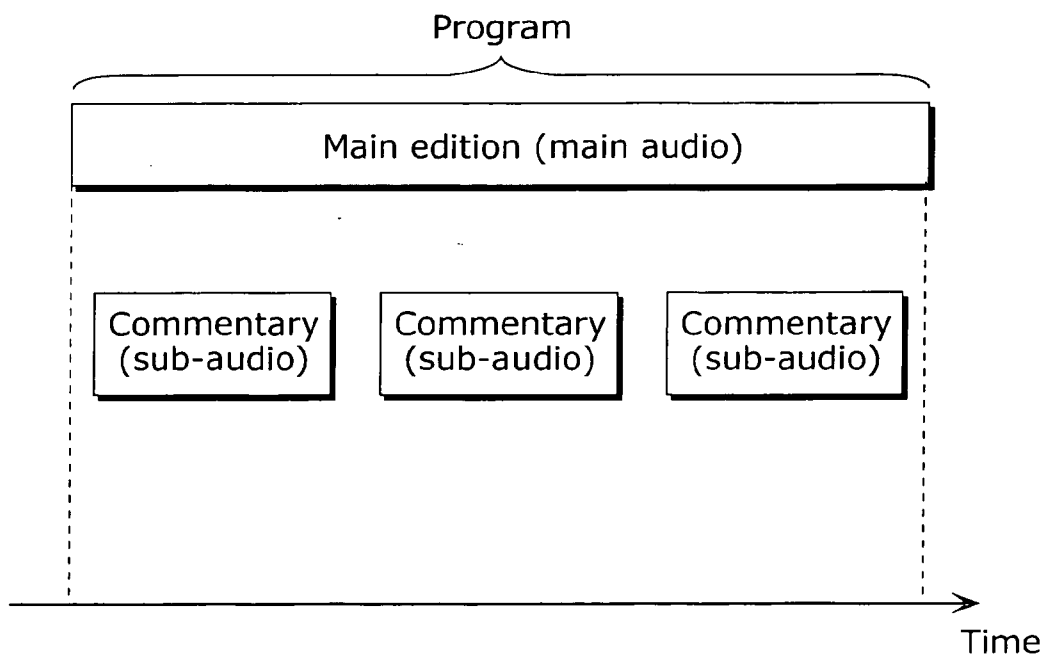 Program
Main edition (main audio)
Commentary
(sub-audio)
Commentary
(sub-audio)
Commentary
(sub-audio)
Time